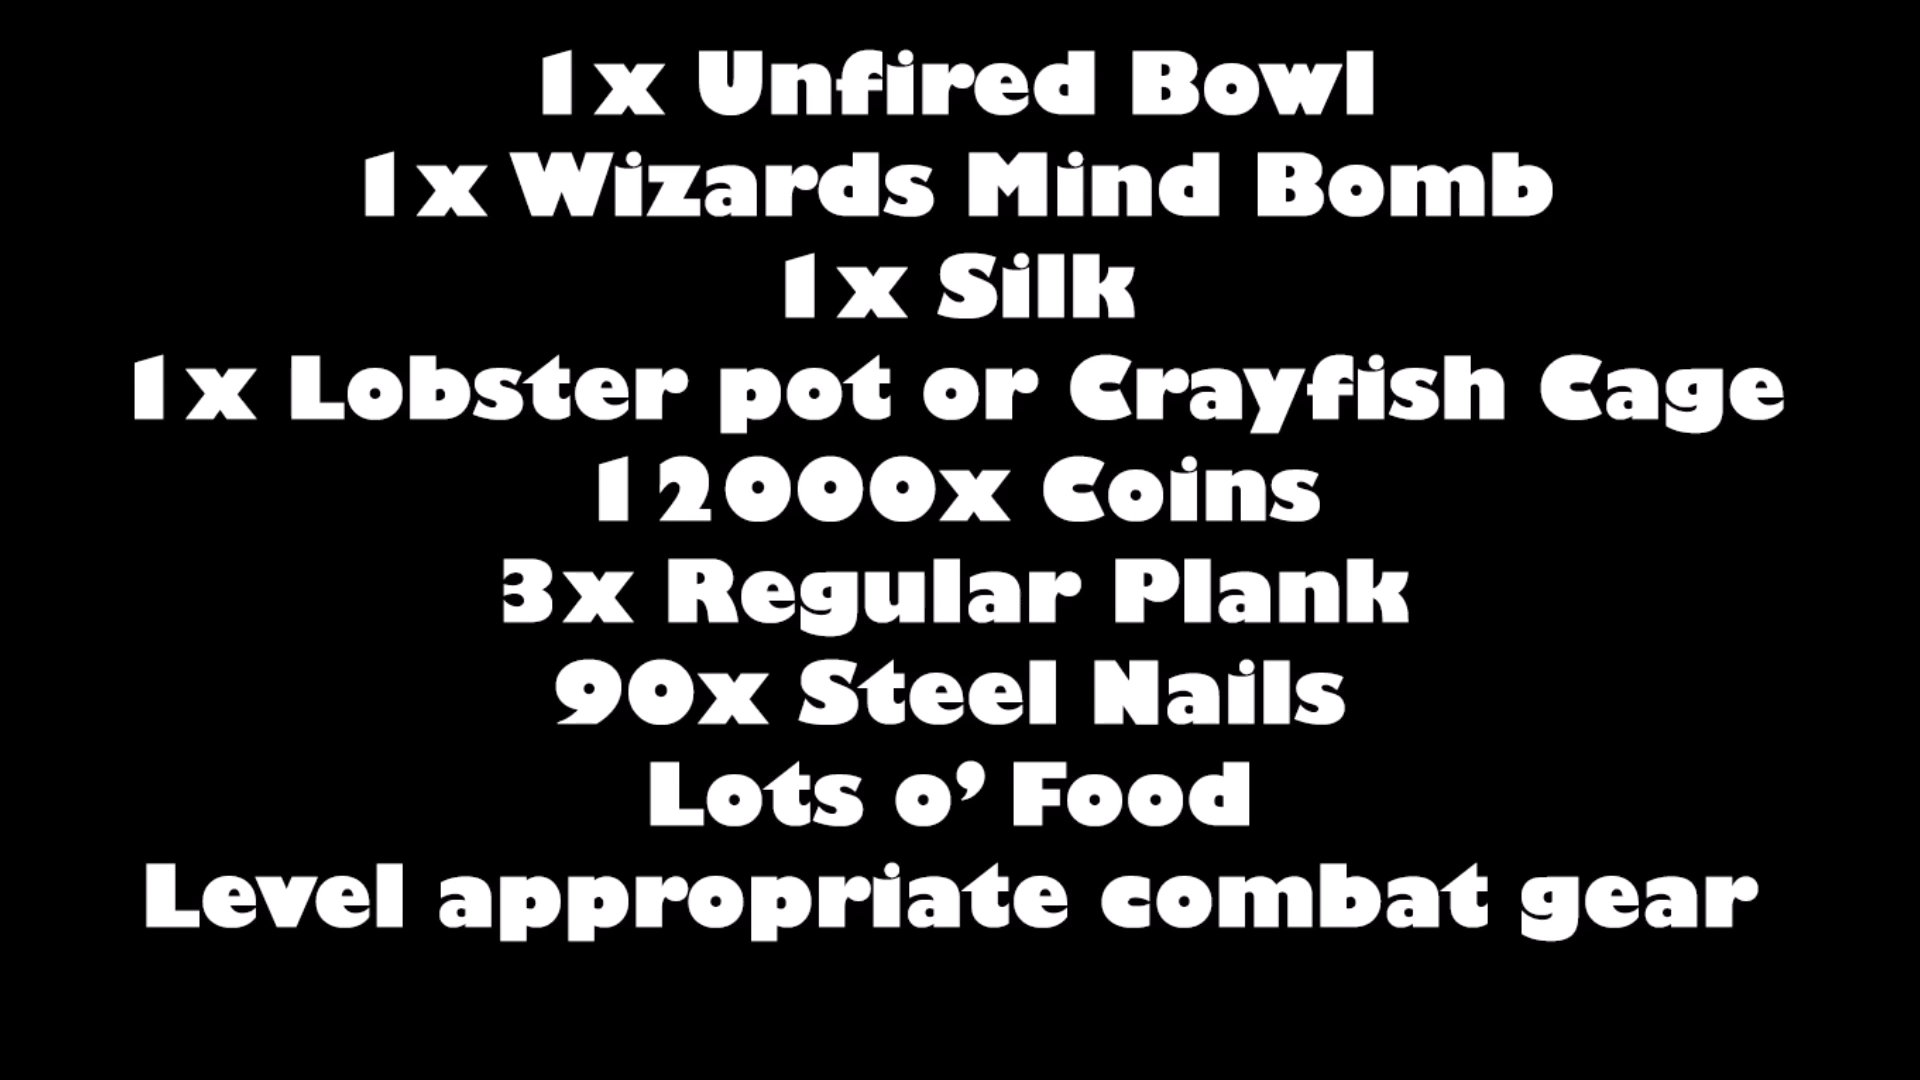 1x Unfired Bowl
1x Wizards Mind Bomb
1x Silk
1x Lobster pot or Crayfish Cage
12000x Coins
3x Regular Plank
90x Steel Nails
Lots o’ Food
Level appropriate combat gear